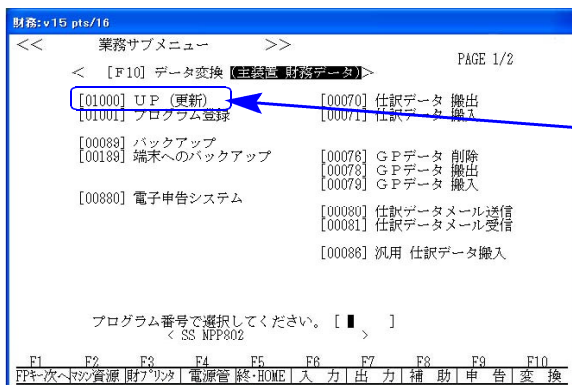 財務:v15 pts/16
<< 業務サブメニュー >>
PAGE 1/2
< [F10] データ変換 (主装置 財務データ)>
[01000] UP (更新) [00070] 仕訳データ 搬出
[01001] プログラム登録 [00071] 仕訳データ 搬入
[00089] バックアップ
[00189] 端末へのバックアップ [00076] GPデータ 削除
[00078] GPデータ 搬出
[00079] GPデータ 搬入
[00880] 電子申告システム
[00080] 仕訳データメール送信
[00081] 仕訳データメール受信
[00086] 汎用 仕訳データ搬入
プログラム番号で選択してください。 [ ]
< SS NPP802 >
F1 F2 F3 F4 F5 F6 F7 F8 F9 F10
FPキー次へ マシン資源 財プリンタ 電源管 終・HOME 入 力 出 力 補 助 申 告 変 換